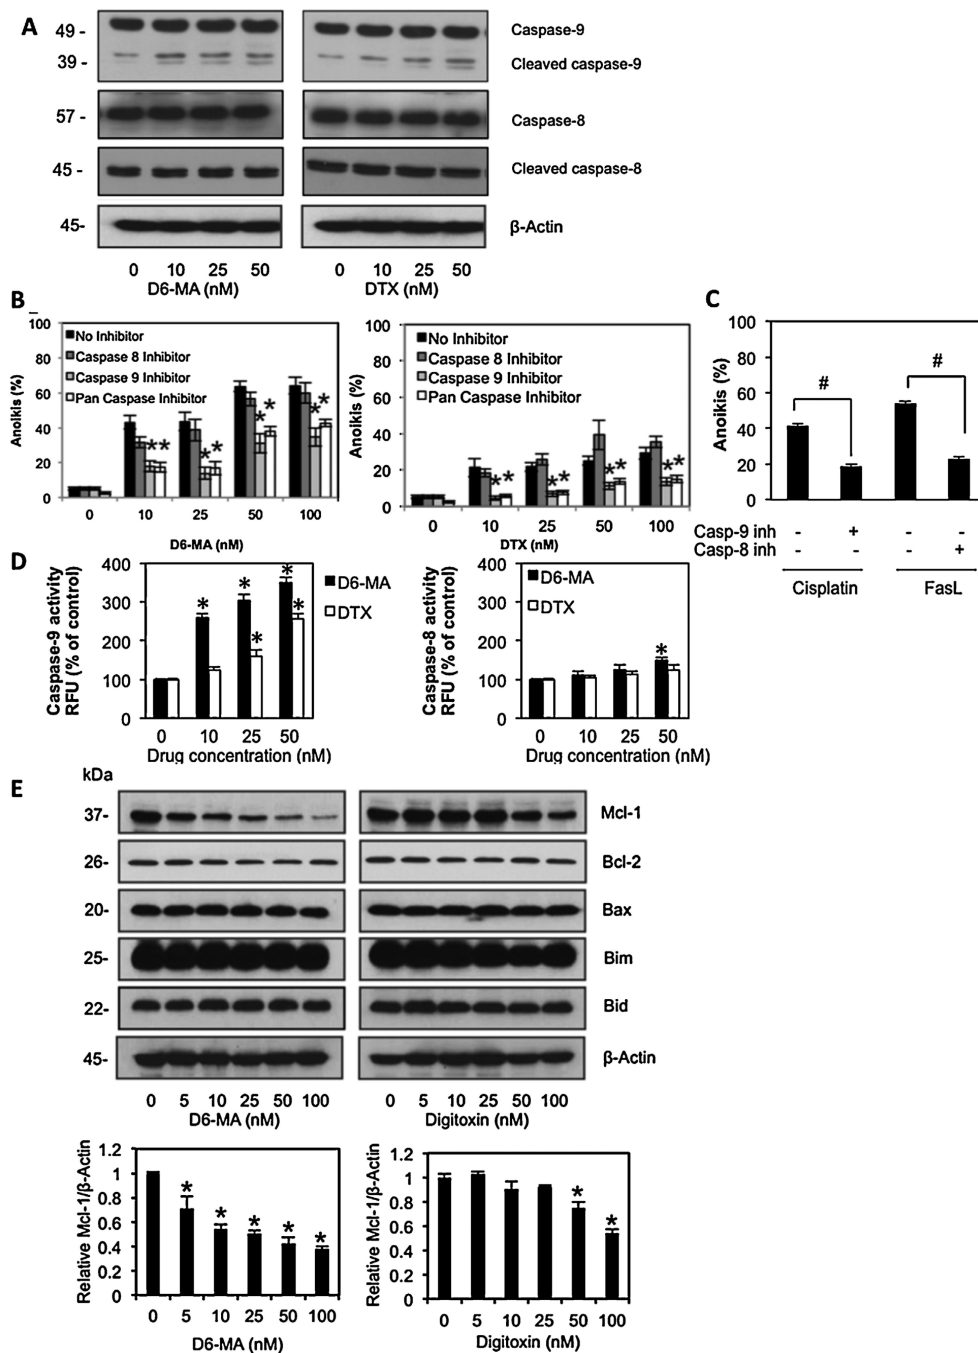 A
49 -
39 -
Caspase-9
Cleaved caspase-9
57 -
Caspase-8
45 -
Cleaved caspase-8
45-
β-Actin
0 10 25 50
D6-MA (nM)
0 10 25 50
DTX (nM)
B
100
80
60
40
20
0
Anoikis (%)
No Inhibitor
Caspase 8 Inhibitor
Caspase 9 Inhibitor
Pan Caspase Inhibitor
** ** ** **
0 10 25 50 100
D6-MA (nM)
100
80
60
40
20
0
Anoikis (%)
No Inhibitor
Caspase 8 Inhibitor
Caspase 9 Inhibitor
Pan Caspase Inhibitor
** ** ** **
0 10 25 50 100
DTX (nM)
C
100
80
60
40
20
0
Anoikis (%)
# #
Casp-9 inh - + - -
Casp-8 inh - - - +
Cisplatin FasL
D
400
300
200
100
0
Caspase-9 activity
RFU (% of control)
D6-MA
DTX
* * * * *
0 10 25 50
Drug concentration (nM)
400
300
200
100
0
Caspase-8 activity
RFU (% of control)
D6-MA
DTX
*
0 10 25 50
Drug concentration (nM)
E
kDa
37-
Mcl-1
26-
Bcl-2
20-
Bax
25-
Bim
22-
Bid
45-
β-Actin
0 5 10 25 50 100
D6-MA (nM)
0 5 10 25 50 100
Digitoxin (nM)
1.2
1
0.8
0.6
0.4
0.2
0
Relative Mcl-1/β-Actin
* * * * *
0 5 10 25 50 100
D6-MA (nM)
1.2
1
0.8
0.6
0.4
0.2
0
Relative Mcl-1/β-Actin
* *
0 5 10 25 50 100
Digitoxin (nM)